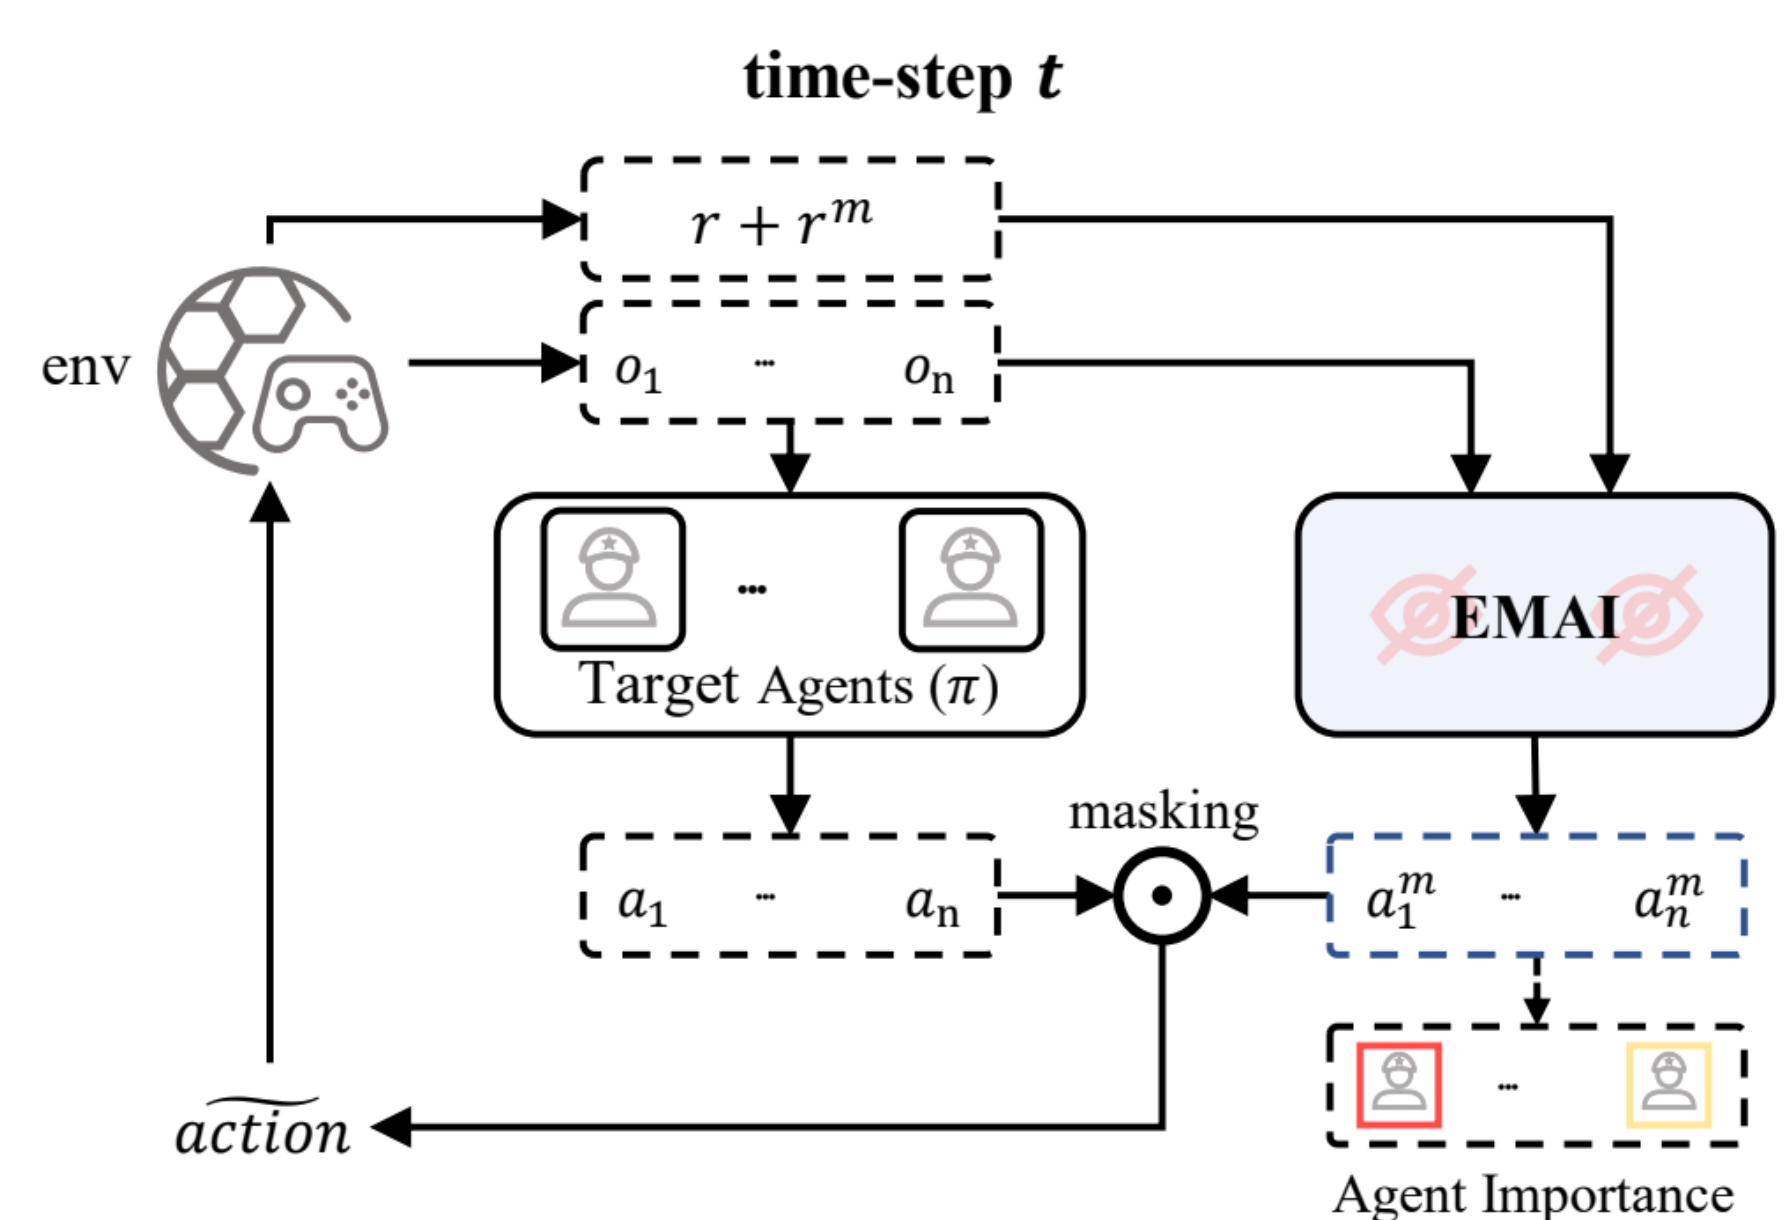 time-step t
r + r^m
env
o_1 ... o_n
EMAI
Target Agents (π)
masking
a_1 ... a_n
a_1^m ... a_n^m
action
Agent Importance